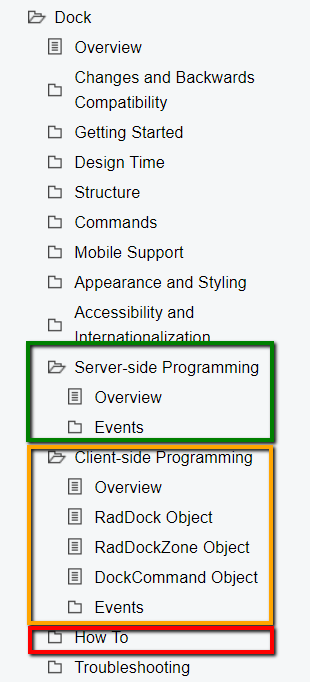 Dock
Overview
Changes and Backwards
Compatibility
Getting Started
Design Time
Structure
Commands
Mobile Support
Appearance and Styling
Accessibility and
Internationalization
Server-side Programming
Overview
Events
Client-side Programming
Overview
RadDock Object
RadDockZone Object
DockCommand Object
Events
How To
Troubleshooting